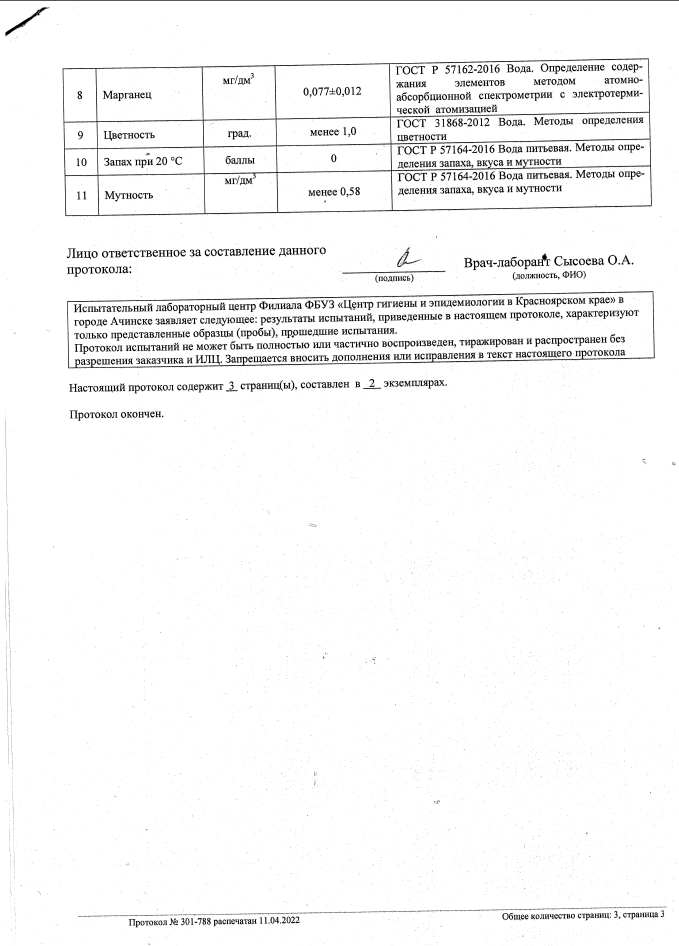 8 Марганец мг/дм3 0,077±0,012 ГОСТ Р 57162-2016 Вода. Определение содер-
жания элементов методом атомно-
абсорбционной спектрометрии с электротерми-
ческой атомизацией
9 Цветность град. менее 1,0 ГОСТ 31868-2012 Вода. Методы определения
цветности
10 Запах при 20 °С баллы 0 ГОСТ Р 57164-2016 Вода питьевая. Методы опре-
деления запаха, вкуса и мутности
11 Мутность мг/дм3 менее 0,58 ГОСТ Р 57164-2016 Вода питьевая. Методы опре-
деления запаха, вкуса и мутности
Лицо ответственное за составление данного
протокола:
Врач-лаборант Сысоева О.А.
(подпись) (должность, ФИО)
Испытательный лабораторный центр Филиала ФБУЗ «Центр гигиены и эпидемиологии в Красноярском крае» в
городе Ачинске заявляет следующее: результаты испытаний, приведенные в настоящем протоколе, характеризуют
только представленные образцы (пробы), прошедшие испытания.
Протокол испытаний не может быть полностью или частично воспроизведен, тиражирован и распространен без
разрешения заказчика и ИЛЦ. Запрещается вносить дополнения или исправления в текст настоящего протокола
Настоящий протокол содержит 3 страниц(ы), составлен в 2 экземплярах.
Протокол окончен.
Протокол № 301-788 распечатан 11.04.2022
Общее количество страниц: 3, страница 3